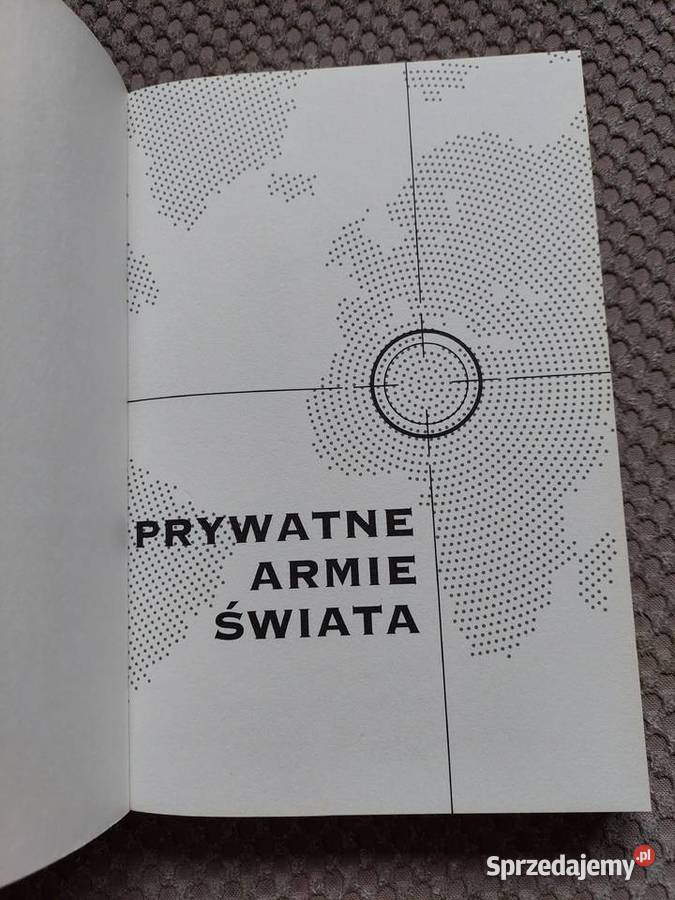 PRYWATNE
ARMIE
ŚWIATA
Sprzedajemy.pl